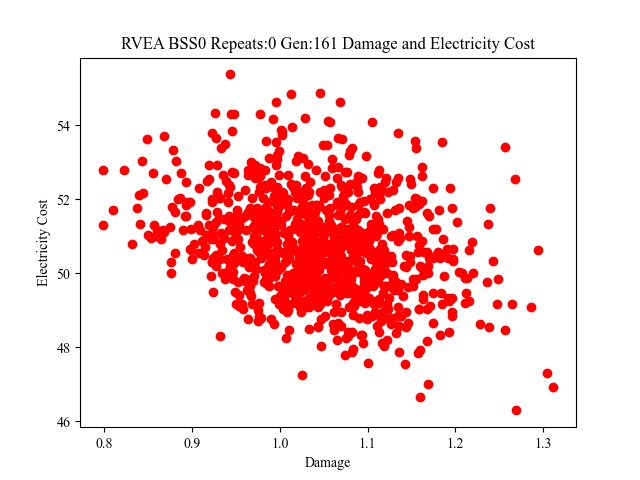 RVEA BSS0 Repeats:0 Gen:161 Damage and Electricity Cost
54
52
50
48
46
Electricity Cost
0.8 0.9 1.0 1.1 1.2 1.3
Damage